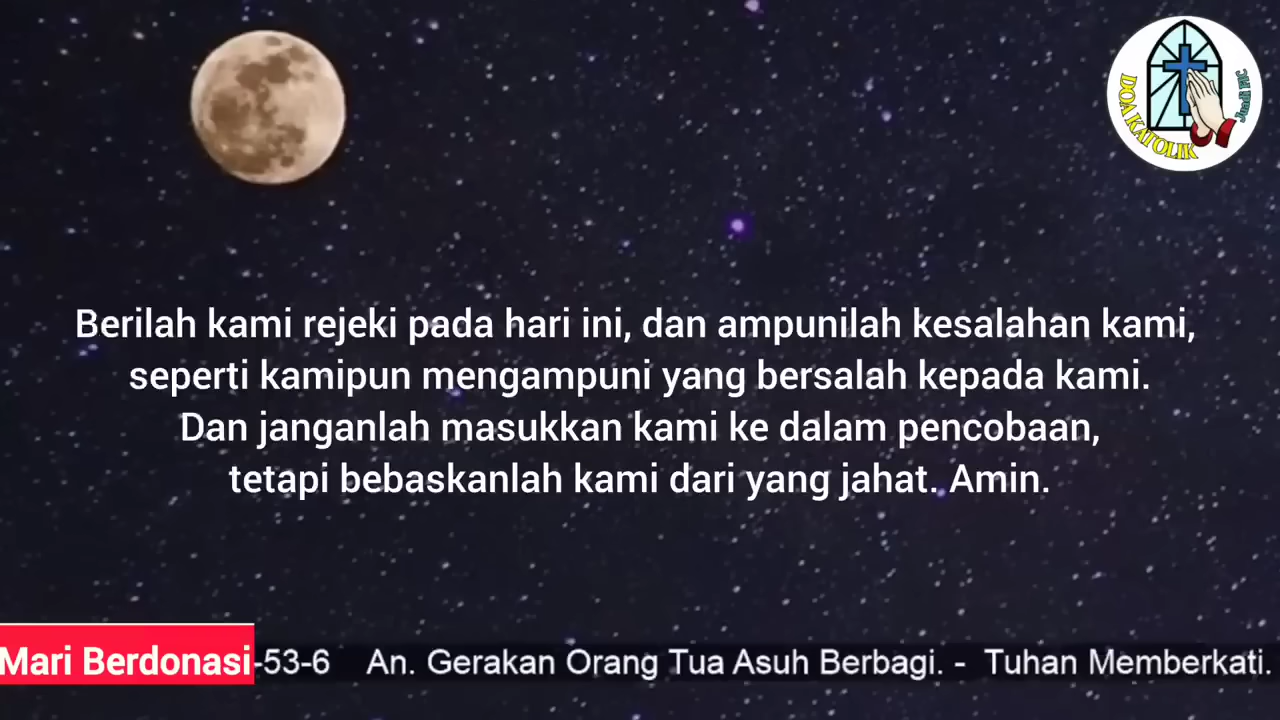 DOA KATOLIK
Juadi MC
Berilah kami rejeki pada hari ini, dan ampunilah kesalahan kami,
seperti kamipun mengampuni yang bersalah kepada kami.
Dan janganlah masukkan kami ke dalam pencobaan,
tetapi bebaskanlah kami dari yang jahat. Amin.
Mari Berdonasi -53-6 An. Gerakan Orang Tua Asuh Berbagi. - Tuhan Memberkati.